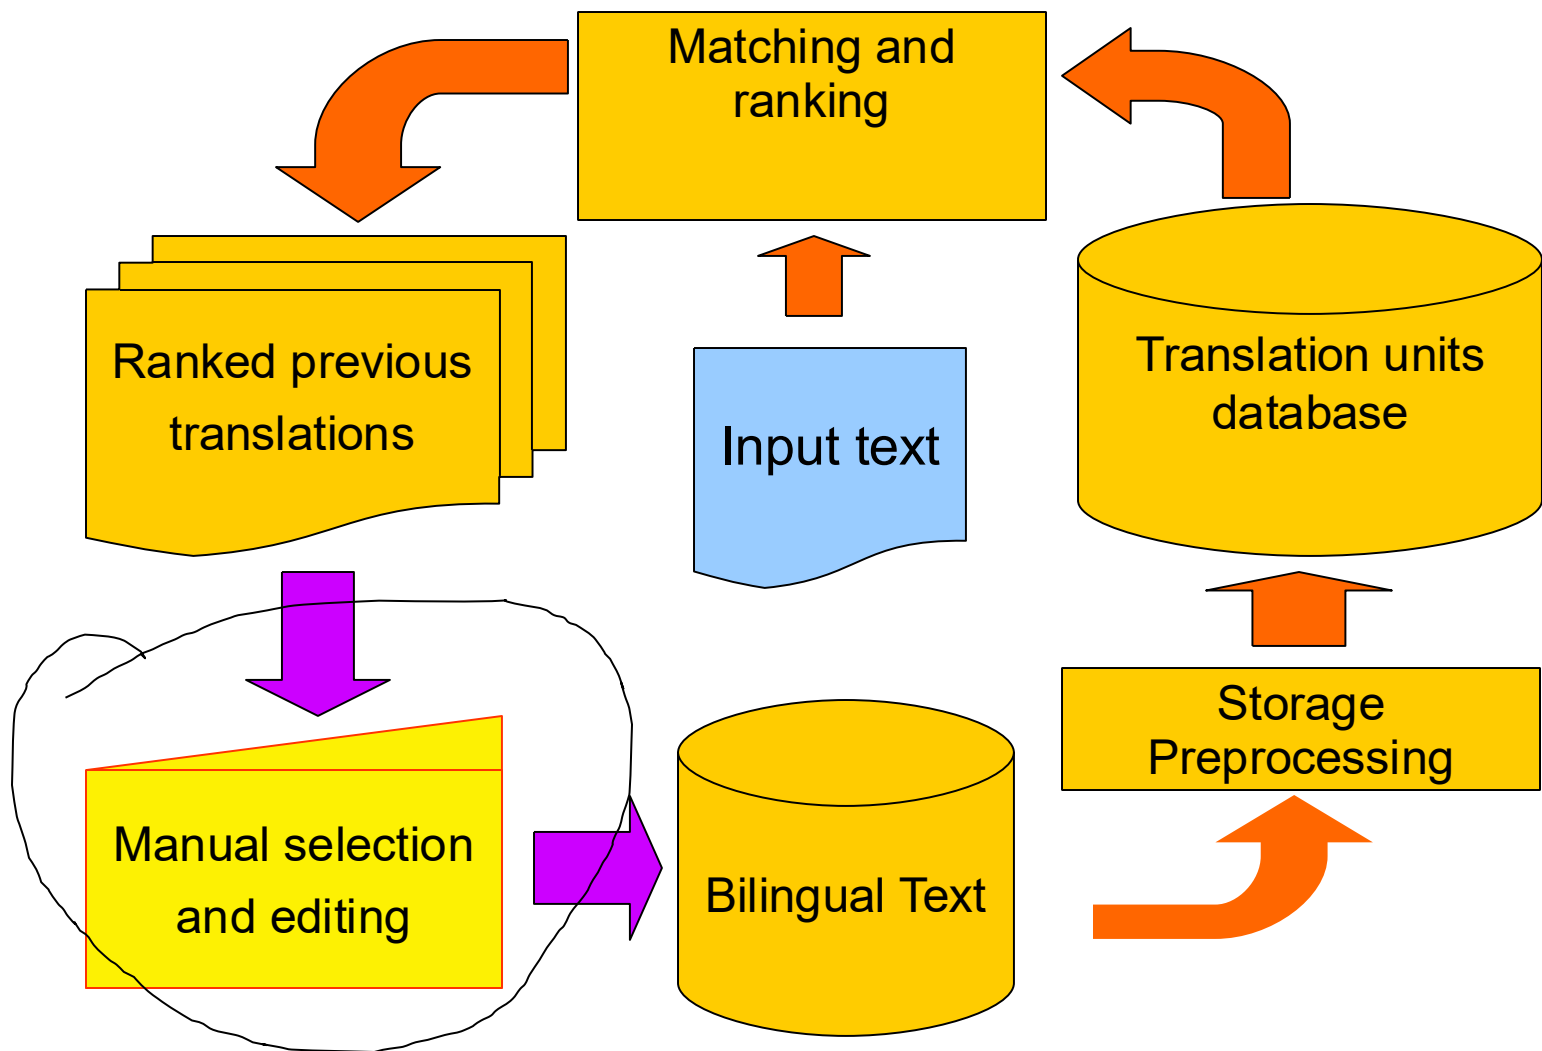 Matching and
ranking
Ranked previous
translations
Input text
Translation units
database
Storage
Preprocessing
Manual selection
and editing
Bilingual Text